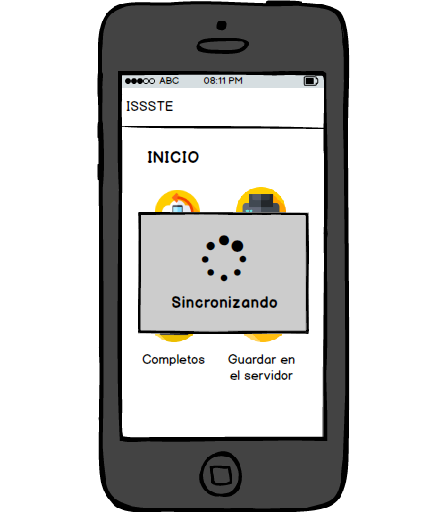 ABC 08:11 PM
ISSSTE
INICIO
Sincronizando
Completos
Guardar en
el servidor